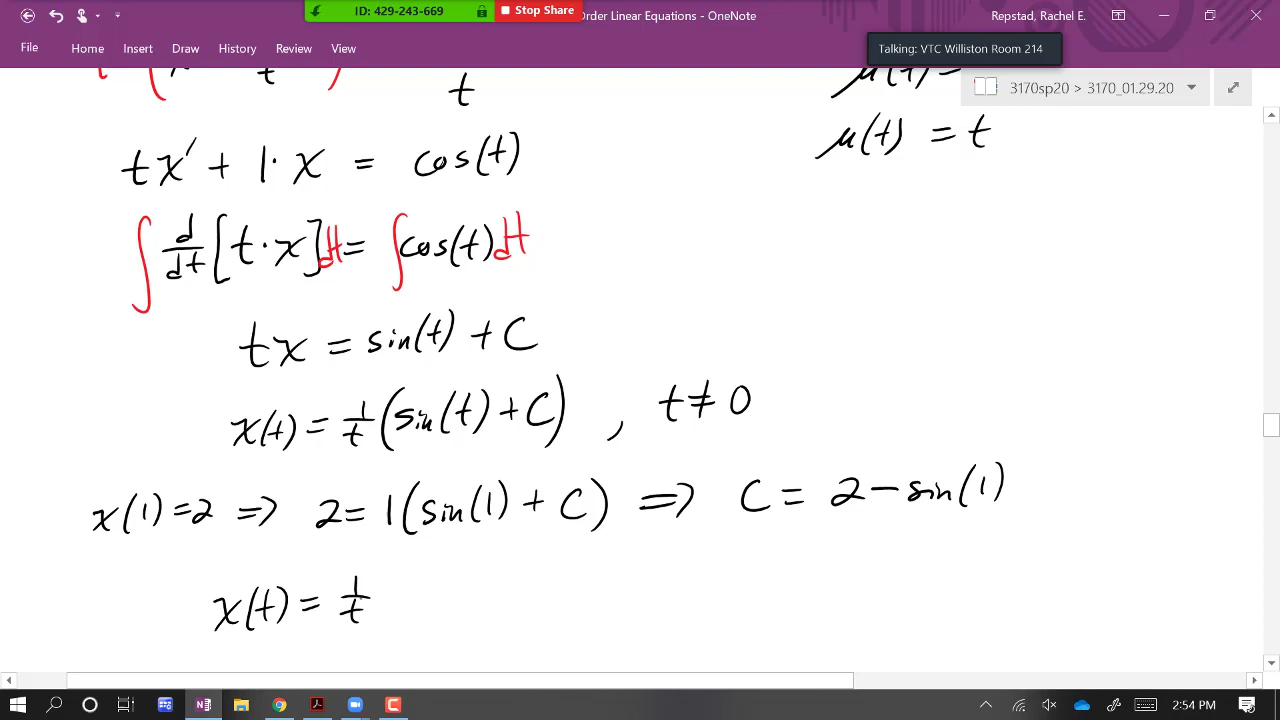 ID: 429-243-669 Stop Share Order Linear Equations - OneNote Repstad, Rachel E.
File Home Insert Draw History Review View
Talking: VTC Williston Room 214
3170sp20 > 3170_01.29.20
t
μ(t) = t
tx' + 1·x = cos(t)
∫ d/dt [t·x] dt = ∫ cos(t) dt
tx = sin(t) + C
x(t) = 1/t (sin(t) + C) , t ≠ 0
x(1) = 2 ⇒ 2 = 1(sin(1) + C) ⇒ C = 2 - sin(1)
x(t) = 1/t
2:54 PM